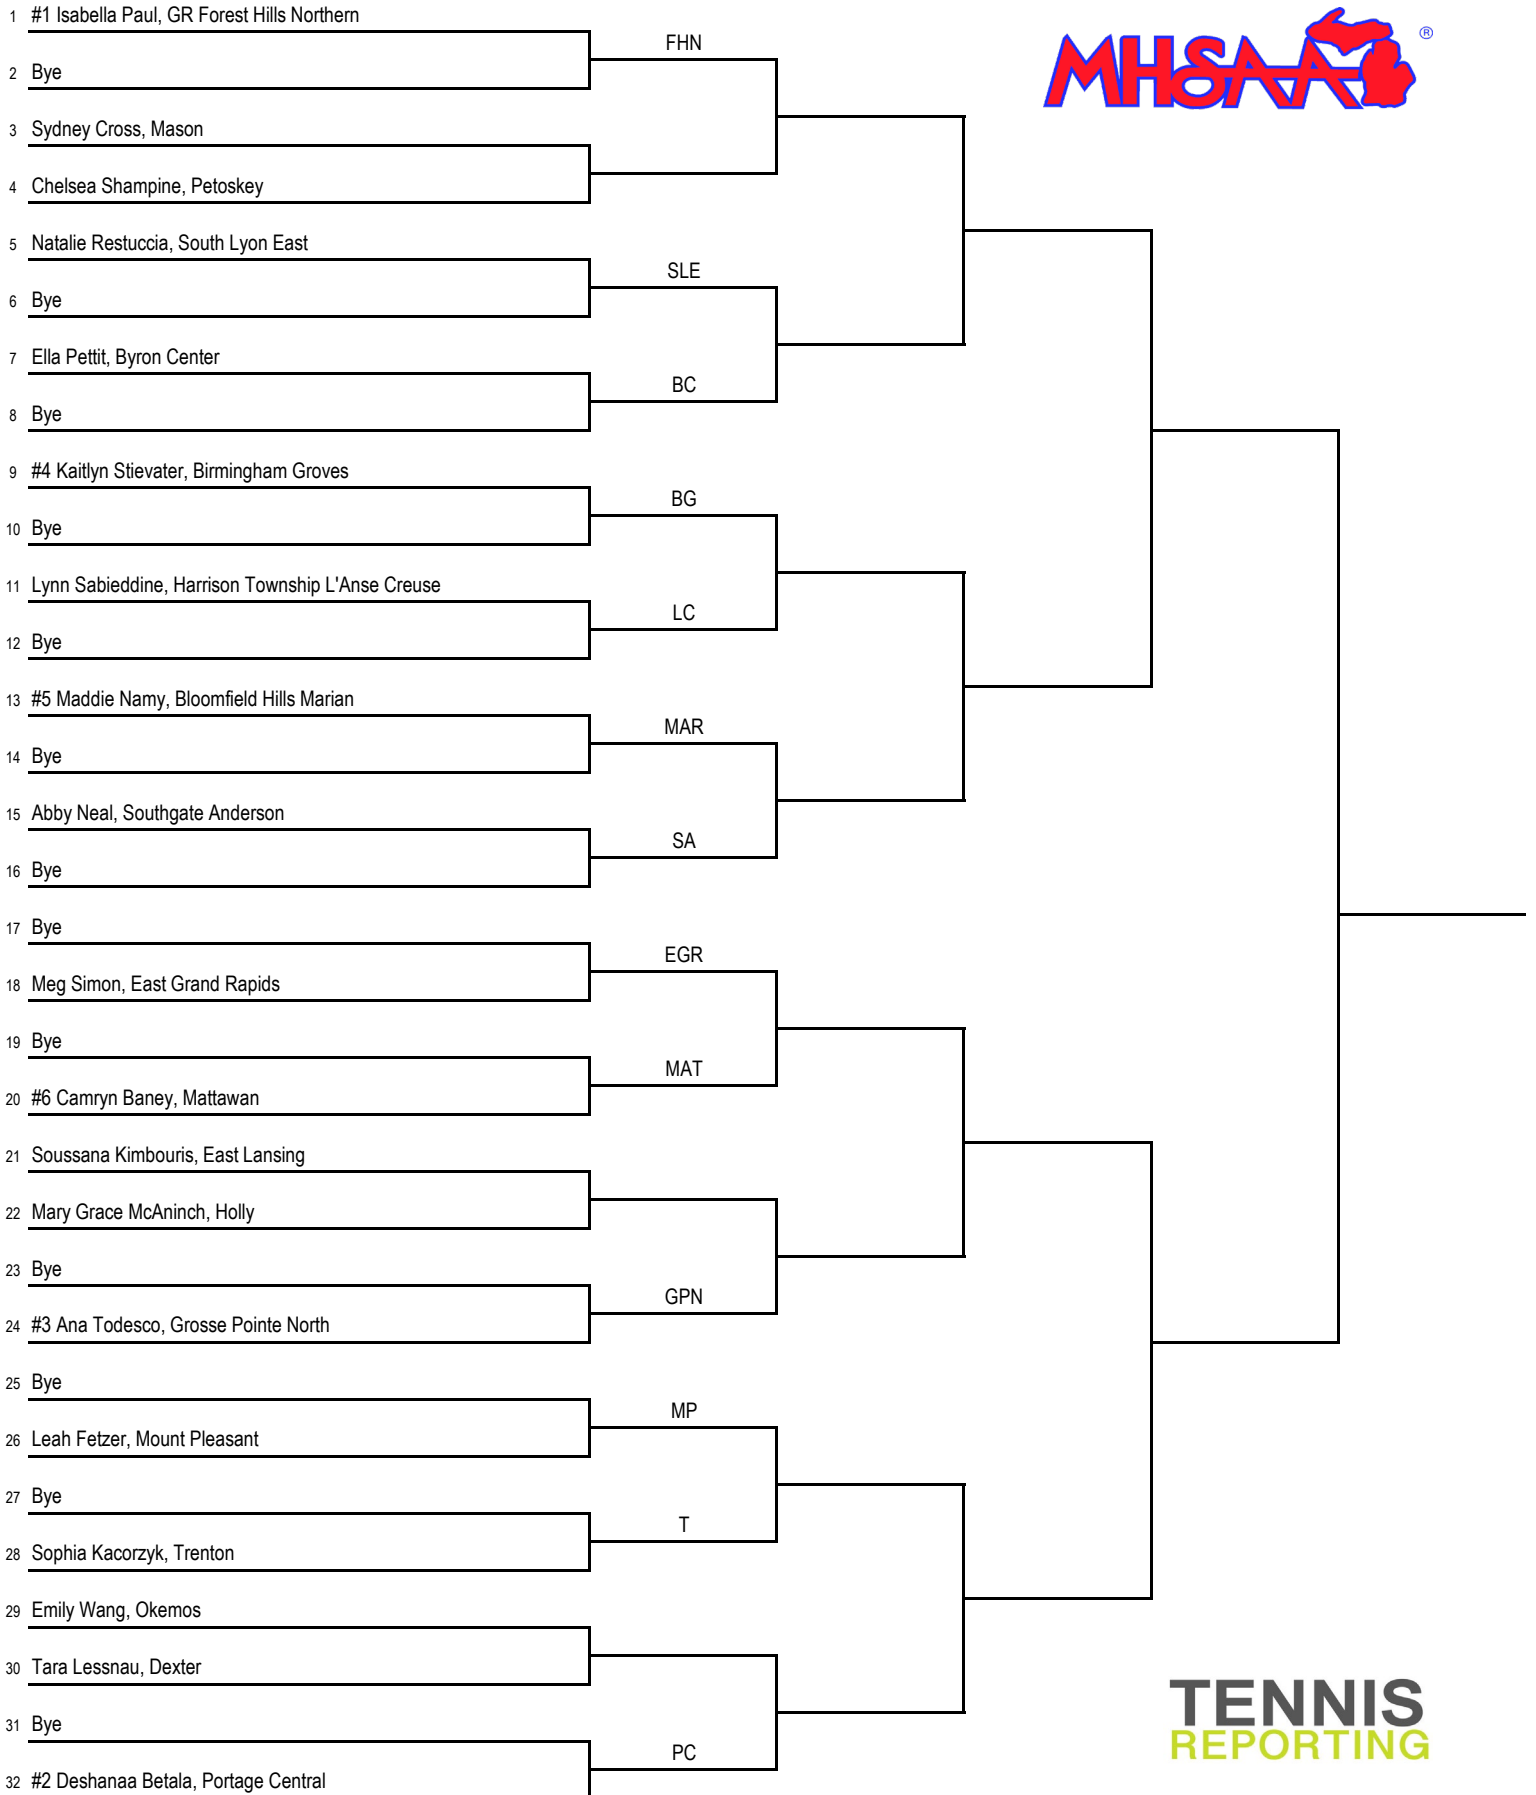 1 #1 Isabella Paul, GR Forest Hills Northern
FHN
MHSAA ®
2 Bye
3 Sydney Cross, Mason
4 Chelsea Shampine, Petoskey
5 Natalie Restuccia, South Lyon East
SLE
6 Bye
7 Ella Pettit, Byron Center
BC
8 Bye
9 #4 Kaitlyn Stievater, Birmingham Groves
BG
10 Bye
11 Lynn Sabieddine, Harrison Township L'Anse Creuse
LC
12 Bye
13 #5 Maddie Namy, Bloomfield Hills Marian
MAR
14 Bye
15 Abby Neal, Southgate Anderson
SA
16 Bye
17 Bye
EGR
18 Meg Simon, East Grand Rapids
19 Bye
MAT
20 #6 Camryn Baney, Mattawan
21 Soussana Kimbouris, East Lansing
22 Mary Grace McAninch, Holly
23 Bye
GPN
24 #3 Ana Todesco, Grosse Pointe North
25 Bye
MP
26 Leah Fetzer, Mount Pleasant
27 Bye
T
28 Sophia Kacorzyk, Trenton
29 Emily Wang, Okemos
30 Tara Lessnau, Dexter
TENNIS
REPORTING
31 Bye
PC
32 #2 Deshanaa Betala, Portage Central